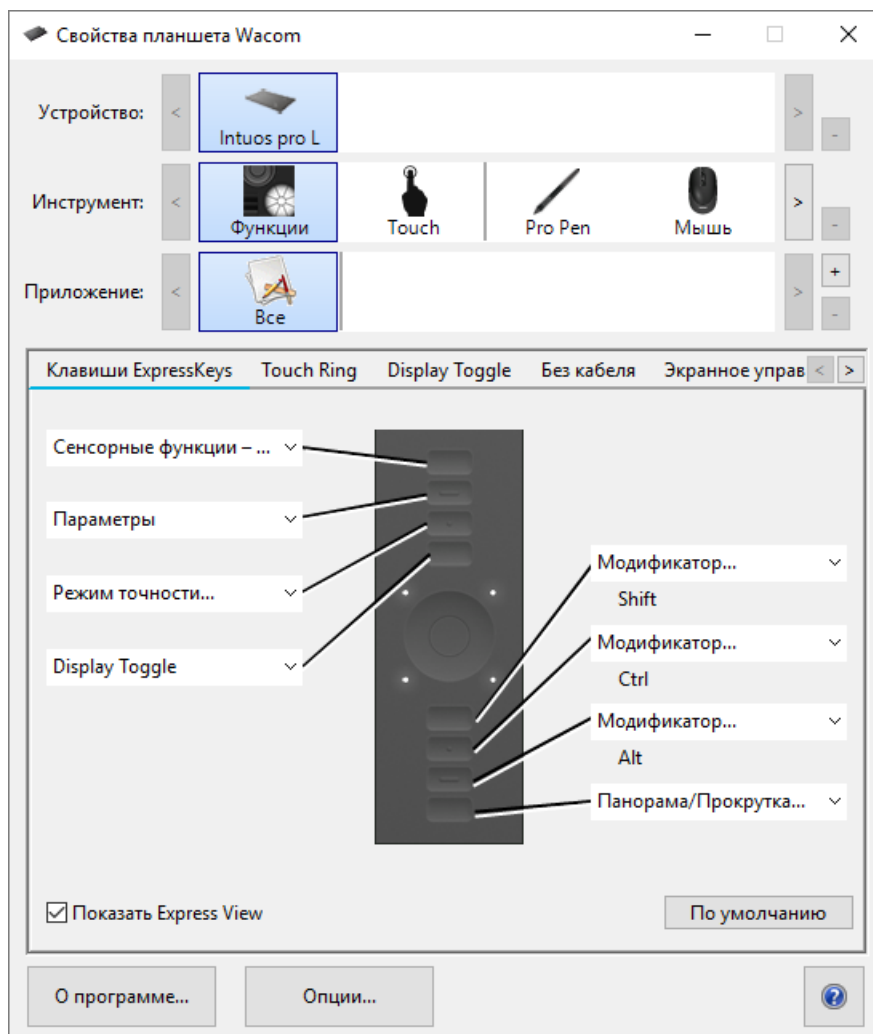 Свойства планшета Wacom
Устройство:
<
Intuos pro L
>
-
Инструмент:
<
Функции
Touch
Pro Pen
Мышь
>
-
Приложение:
<
Все
>
+
-
Клавиши ExpressKeys
Touch Ring
Display Toggle
Без кабеля
Экранное управ
<
>
Сенсорные функции – ...
Параметры
Режим точности...
Display Toggle
Модификатор...
Shift
Модификатор...
Ctrl
Модификатор...
Alt
Панорама/Прокрутка...
Показать Express View
По умолчанию
О программе...
Опции...
?